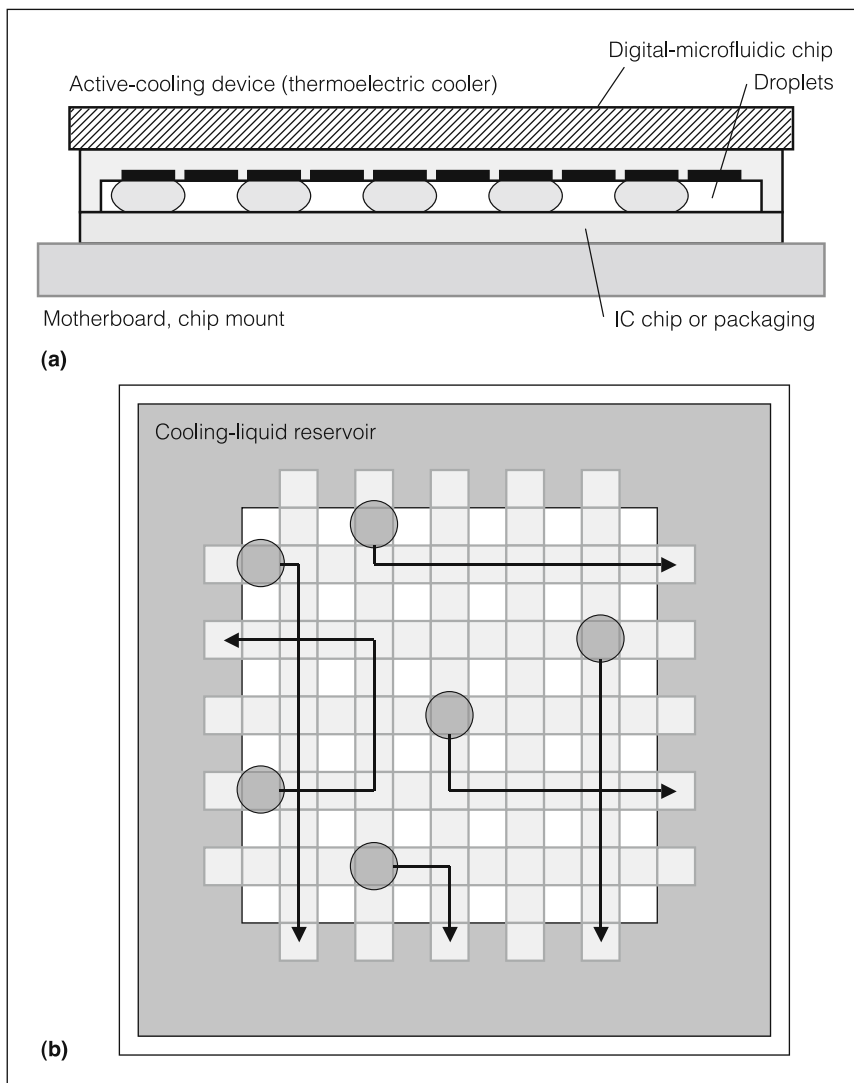 Digital-microfluidic chip
Active-cooling device (thermoelectric cooler)
Droplets
Motherboard, chip mount
IC chip or packaging
(a)
Cooling-liquid reservoir
(b)